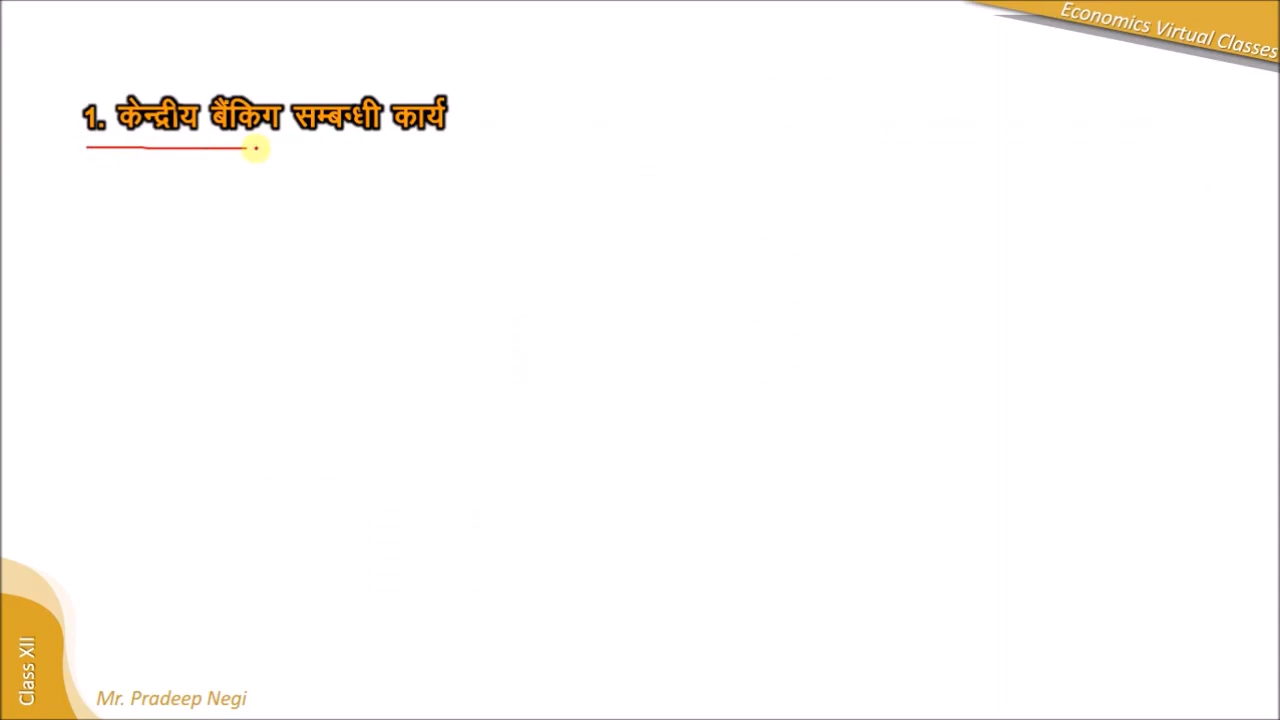 Economics Virtual Classes
1. केन्द्रीय बैंकिग सम्बन्धी कार्य
Class XII
Mr. Pradeep Negi